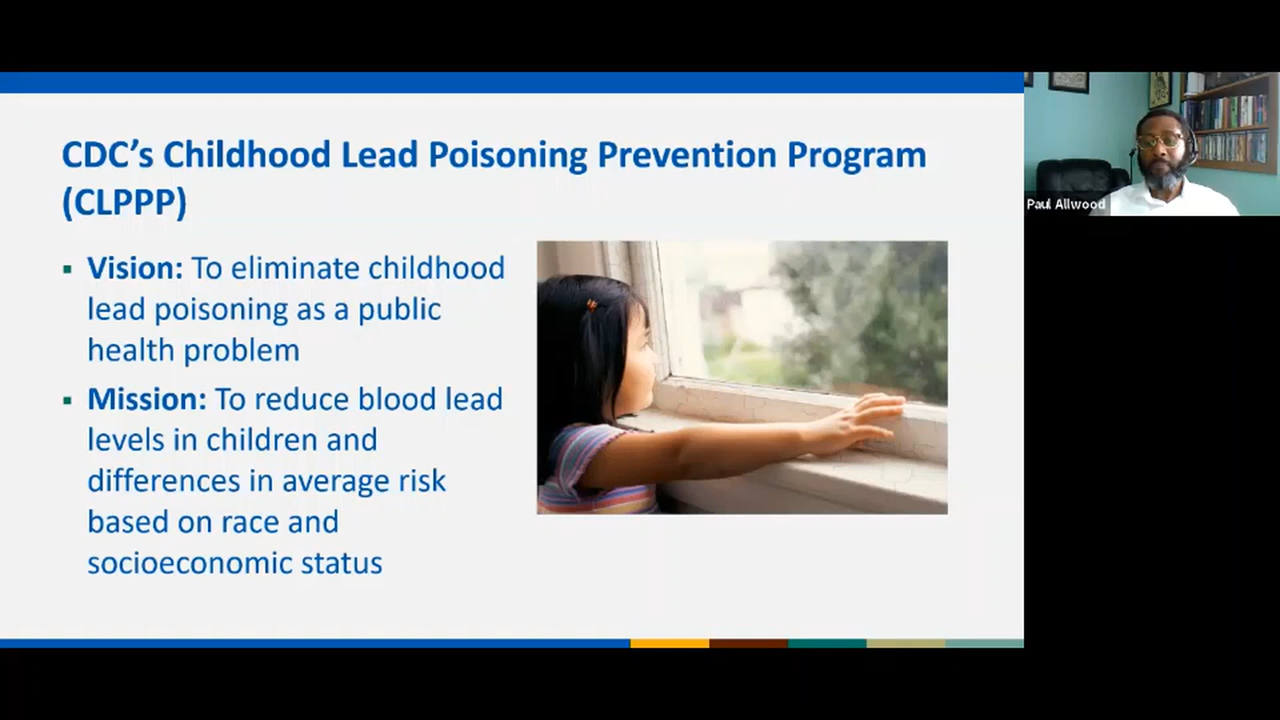 CDC’s Childhood Lead Poisoning Prevention Program
(CLPPP)
▪ Vision: To eliminate childhood
lead poisoning as a public
health problem
▪ Mission: To reduce blood lead
levels in children and
differences in average risk
based on race and
socioeconomic status
Paul Allwood